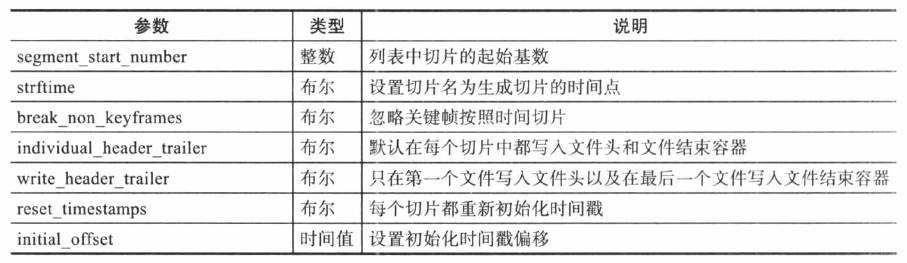 参数 类型 说明
segment_start_number 整数 列表中切片的起始基数
strftime 布尔 设置切片名为生成切片的时间点
break_non_keyframes 布尔 忽略关键帧按照时间切片
individual_header_trailer 布尔 默认在每个切片中都写入文件头和文件结束容器
write_header_trailer 布尔 只在第一个文件写入文件头以及在最后一个文件写入文件结束容器
reset_timestamps 布尔 每个切片都重新初始化时间戳
initial_offset 时间值 设置初始化时间戳偏移